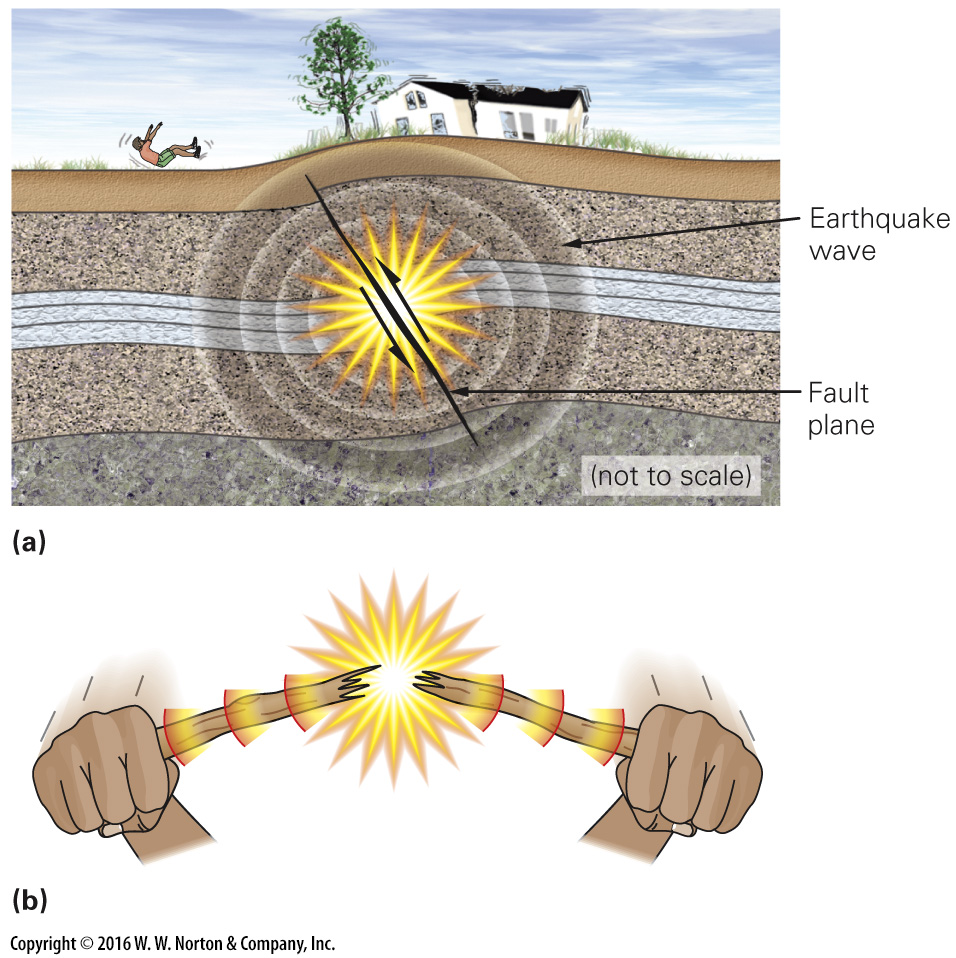 Earthquake
wave
Fault
plane
(not to scale)
(a)
(b)
Copyright © 2016 W. W. Norton & Company, Inc.